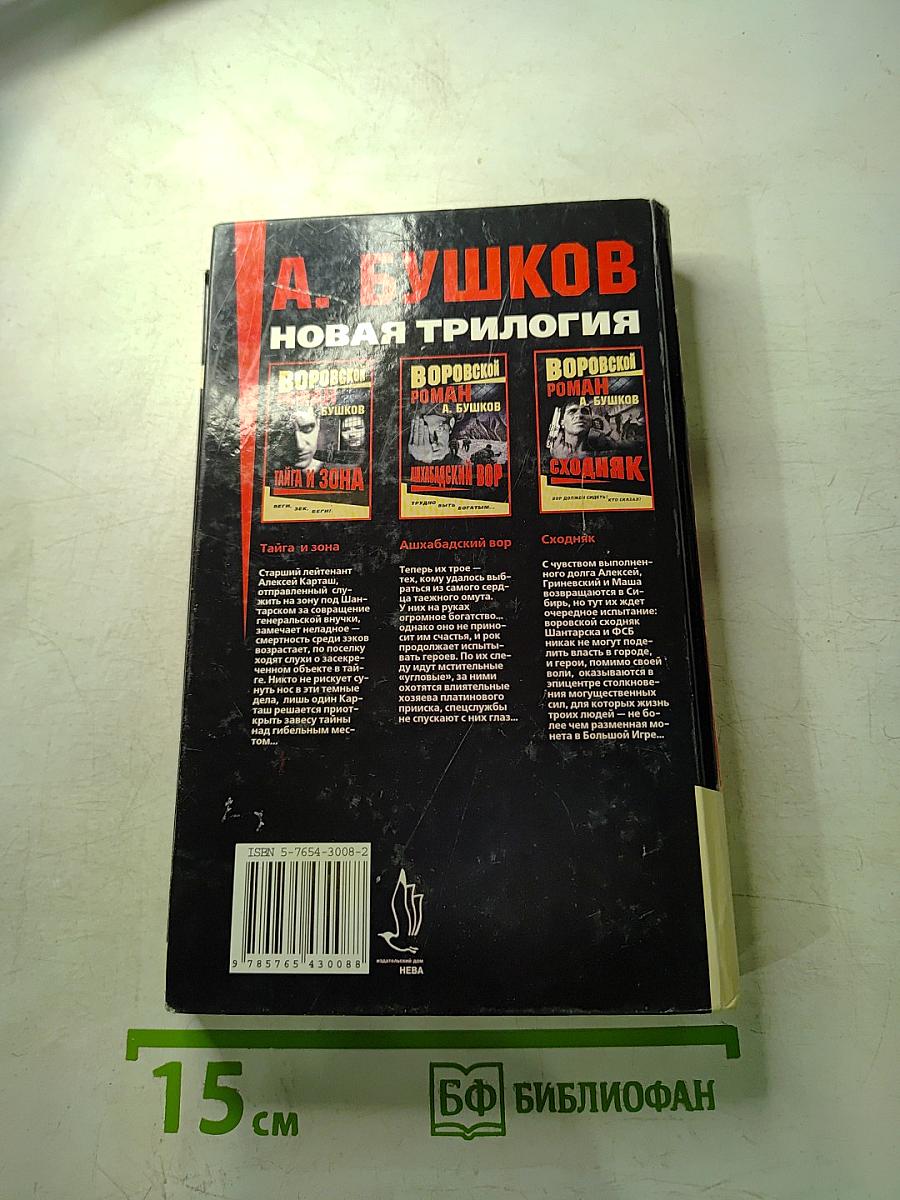 А. БУШКОВ
НОВАЯ ТРИЛОГИЯ
ВОРОВСКОЙ
РОМАН
БУШКОВ
ТАЙГА И ЗОНА
БЕГИ, ЗЕК, БЕГИ!
ВОРОВСКОЙ
РОМАН
А. БУШКОВ
АШХАБАДСКИЙ ВОР
ТРУДНО БЫТЬ БОГАТЫМ...
ВОРОВСКОЙ
РОМАН
А. БУШКОВ
СХОДНЯК
ВОР ДОЛЖЕН СИДЕТЬ? КТО СКАЗАЛ?
Тайга и зона
Старший лейтенант
Алексей Карташ,
отправленный слу-
жить на зону под Шан-
тарском за совращение
генеральской внучки,
замечает неладное —
смертность среди зэков
возрастает, по поселку
ходят слухи о засекре-
ченном объекте в тай-
ге. Никто не рискует су-
нуть нос в эти темные
дела, лишь один Кар-
таш решается приот-
крыть завесу тайны
над гибельным мес-
том...
Ашхабадский вор
Теперь их трое —
тех, кому удалось выб-
раться из самого серд-
ца таежного омута.
У них на руках
огромное богатство...
однако оно не прино-
сит им счастья, и рок
продолжает испыты-
вать героев. По их сле-
ду идут мстительные
«угловые», за ними
охотятся влиятельные
хозяева платинового
прииска, спецслужбы
не спускают с них глаз...
Сходняк
С чувством выполнен-
ного долга Алексей,
Гриневский и Маша
возвращаются в Си-
бирь, но тут их ждет
очередное испытание:
воровской сходняк
Шантарска и ФСБ
никак не могут поде-
лить власть в городе,
и герои, помимо своей
воли, оказываются в
эпицентре столкнове-
ния могущественных
сил, для которых жизнь
троих людей — не бо-
лее чем разменная мо-
нета в Большой Игре...
ISBN 5-7654-3008-2
9 785765 430088
ИЗДАТЕЛЬСКИЙ ДОМ
НЕВА
15 см
БФ БИБЛИОФАН